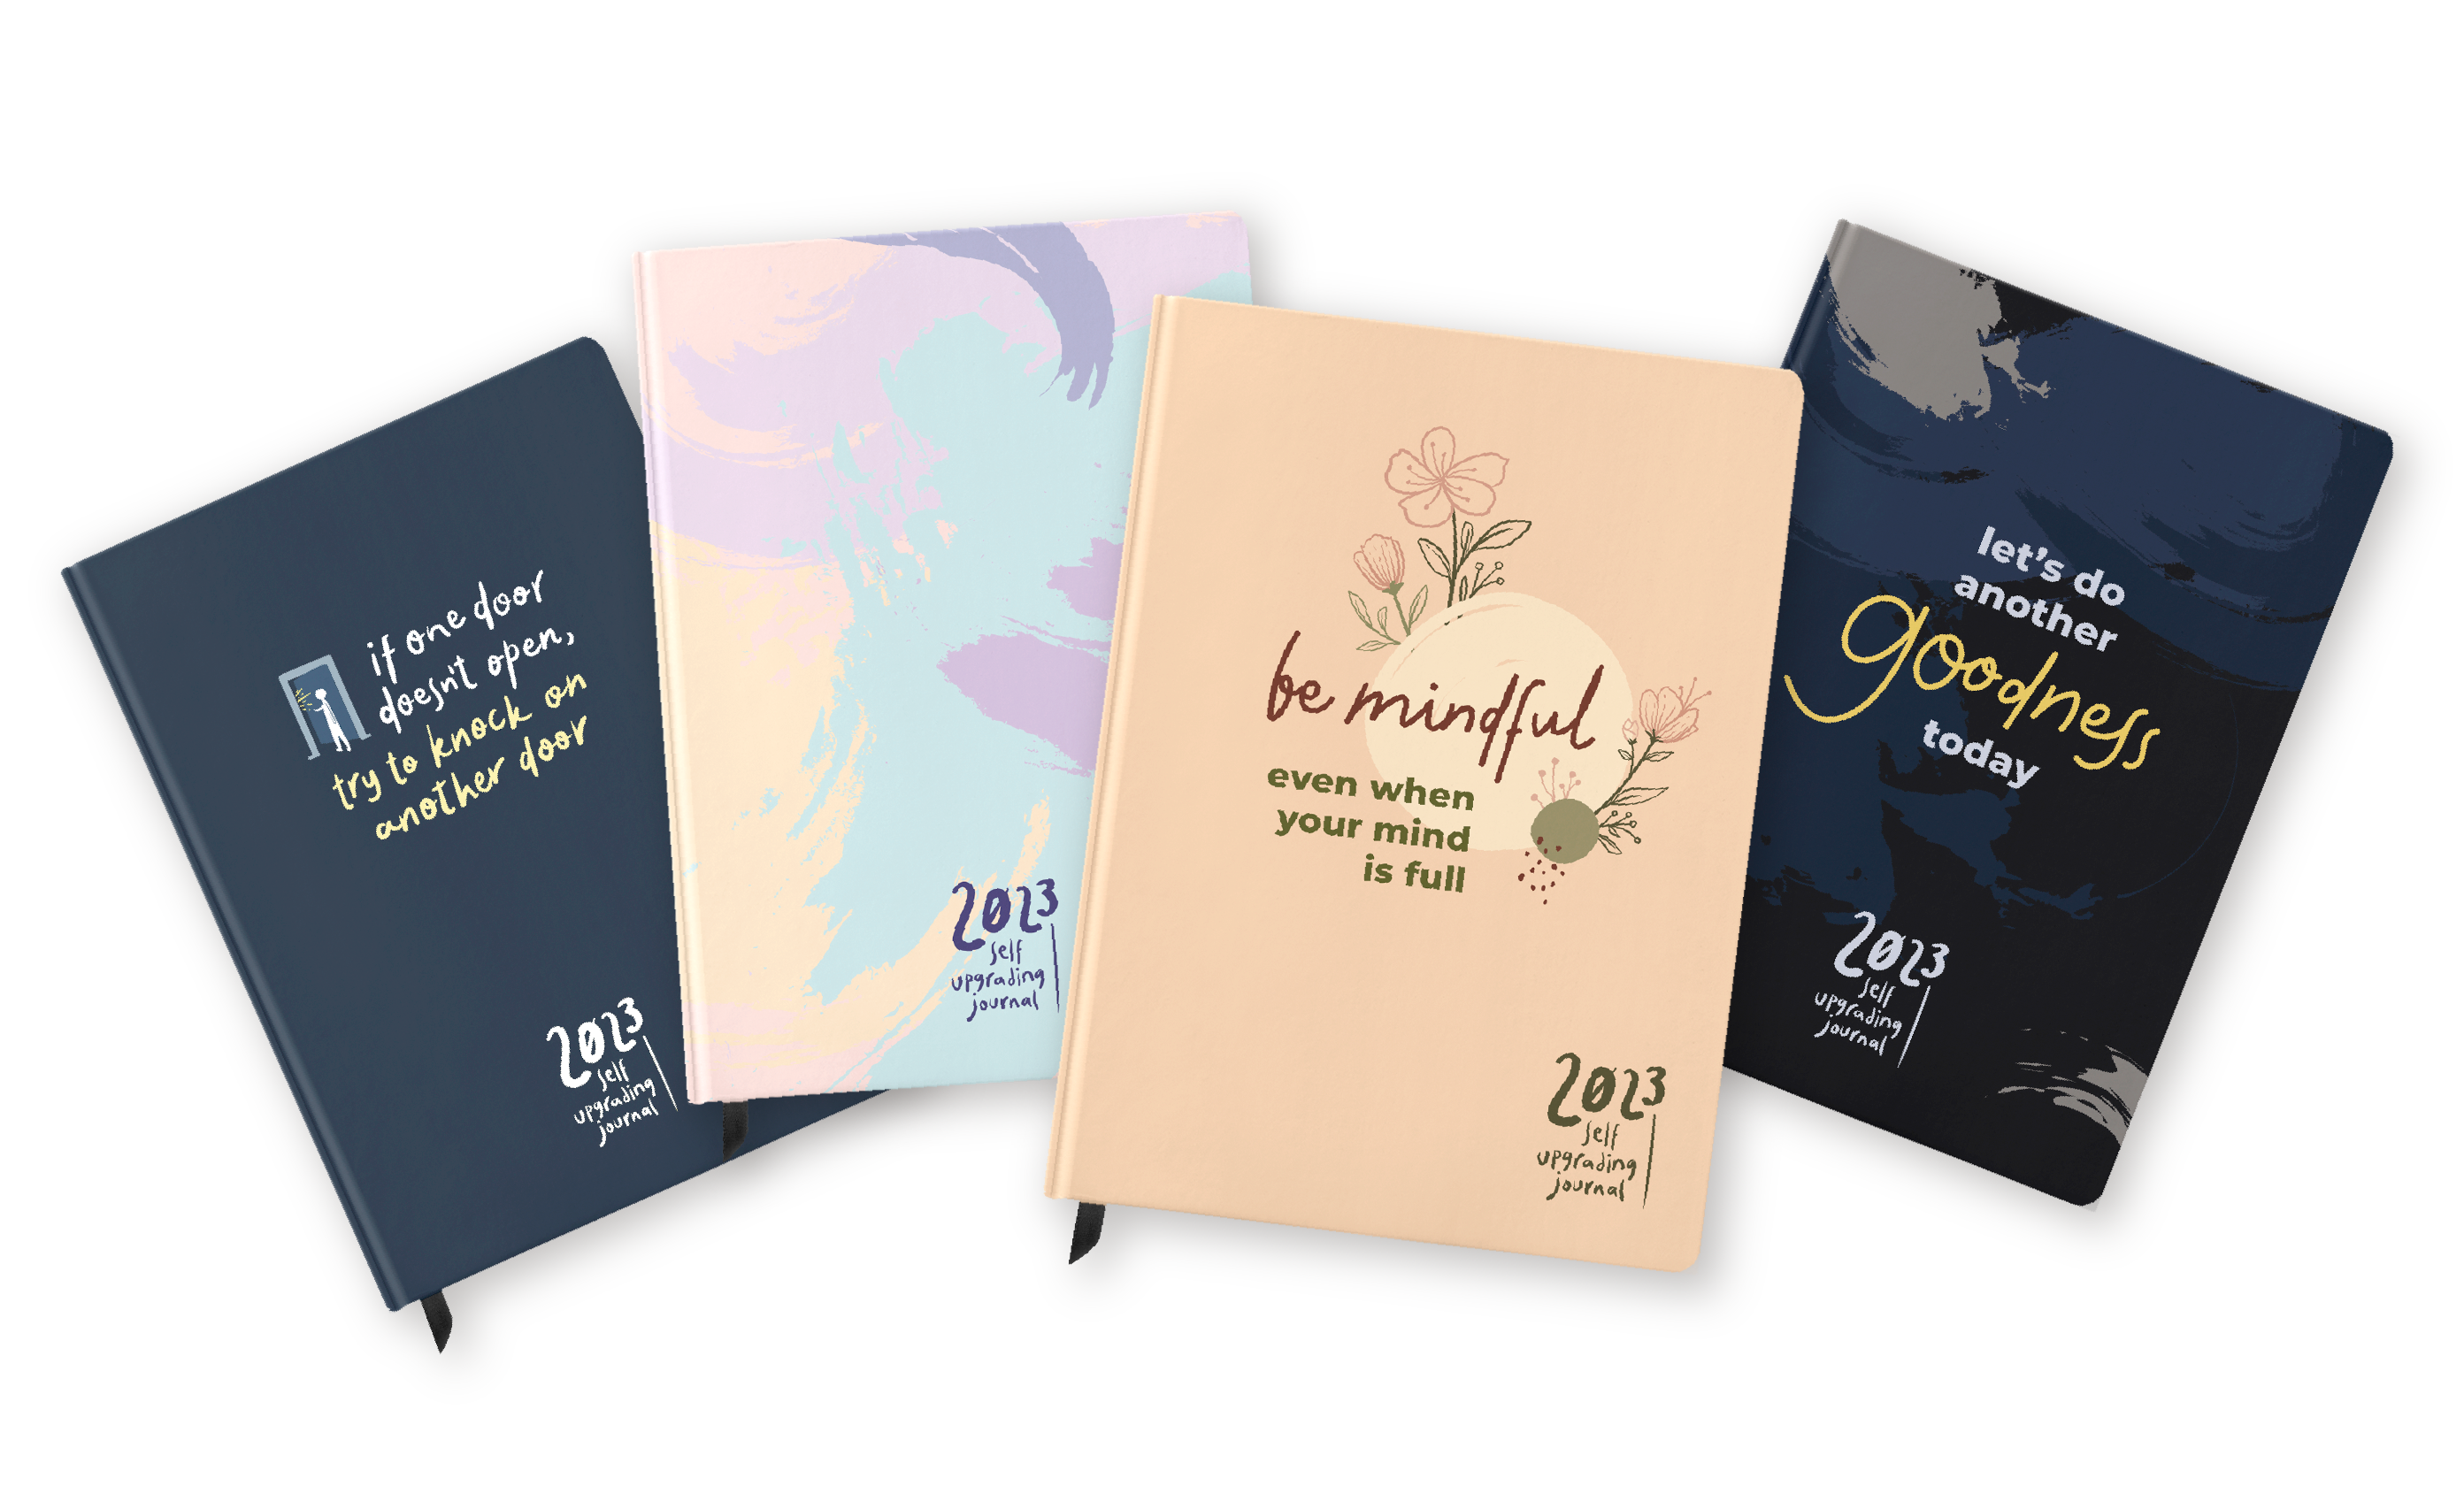 if one door
doesn't open,
try to knock on
another door
2023
self
upgrading
journal
2023
self
upgrading
journal
be mindful
even when
your mind
is full
2023
self
upgrading
journal
let's do
another
goodness
today
2023
self
upgrading
journal